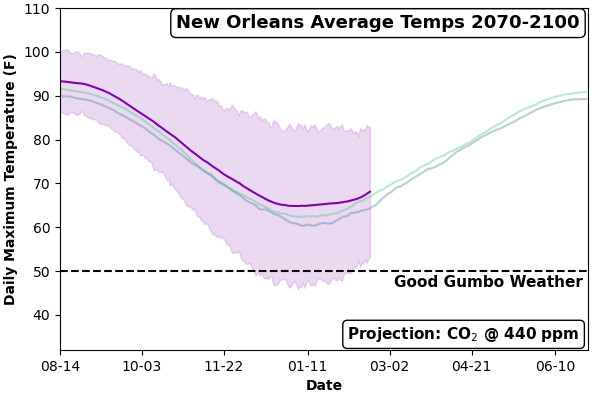 New Orleans Average Temps 2070-2100
110
100
90
80
70
60
50
40
Daily Maximum Temperature (F)
Good Gumbo Weather
Projection: CO₂ @ 440 ppm
08-14 10-03 11-22 01-11 03-02 04-21 06-10
Date